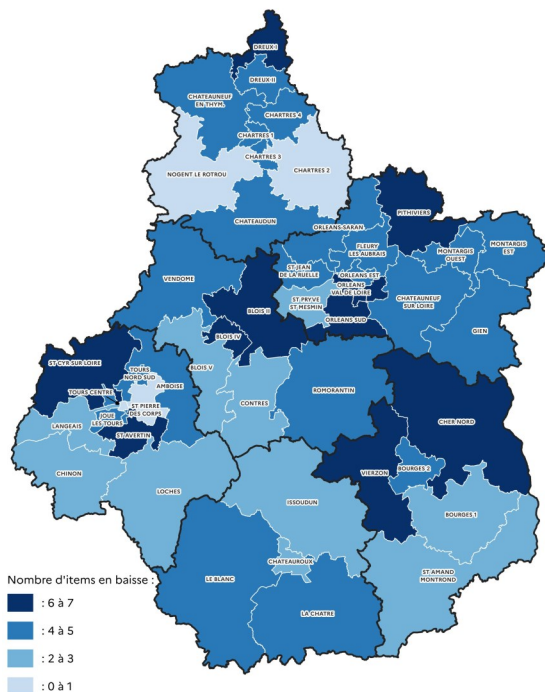 DREUX-I
DREUX-II
CHATEAUNEUF
EN THYM.
CHARTRES 4
CHARTRES 1
CHARTRES 3
NOGENT LE ROTROU
CHARTRES 2
CHATEAUDUN
ORLEANS-SARAN
PITHIVIERS
FLEURY
LES AUBRAIS
MONTARGIS
OUEST
MONTARGIS
EST
VENDOME
ST-JEAN
DE LA RUELLE
ORLEANS EST
ORLEANS
VAL DE LOIRE
ST PRYVE
ST MESMIN
CHATEAUNEUF
SUR LOIRE
BLOIS II
ORLEANS SUD
GIEN
BLOIS IV
ST CYR SUR LOIRE
TOURS
NORD SUD
BLOIS V
AMBOISE
ROMORANTIN
TOURS CENTRE
CONTRES
CHER NORD
ST PIERRE
DES CORPS
LANGEAIS
JOUE
LES TOURS
ST AVERTIN
VIERZON
BOURGES 2
CHINON
LOCHES
ISSOUDUN
BOURGES 1
CHATEAUROUX
ST AMAND
MONTROND
LE BLANC
LA CHATRE
Nombre d'items en baisse :
: 6 à 7
: 4 à 5
: 2 à 3
: 0 à 1